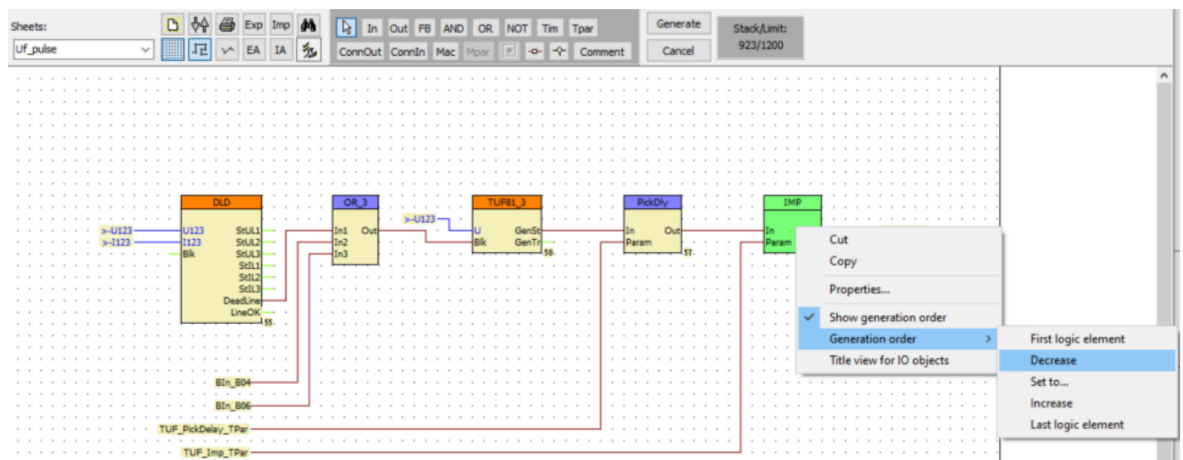 Sheets:
Uf_pulse
Exp Imp
EA IA
In Out FB AND OR NOT Tim Tpar
ConnOut ConnIn Mac Mpar Comment
Generate
Cancel
Stack/Limit:
923/1200
DLD
>-U123 U123 StUL1
>-I123 I123 StUL2
Blk StUL3
StIL1
StIL2
StIL3
DeadLine
LineOK
55
OR_3
In1 Out
In2
In3
>-U123
TUF81_3
U GenSt
Blk GenTr
56
PickDly
In Out
Param
57
IMP
In
Param
BIn_B04
BIn_B06
TUF_PickDelay_TPar
TUF_Imp_TPar
Cut
Copy
Properties...
Show generation order
Generation order >
Title view for IO objects
First logic element
Decrease
Set to...
Increase
Last logic element